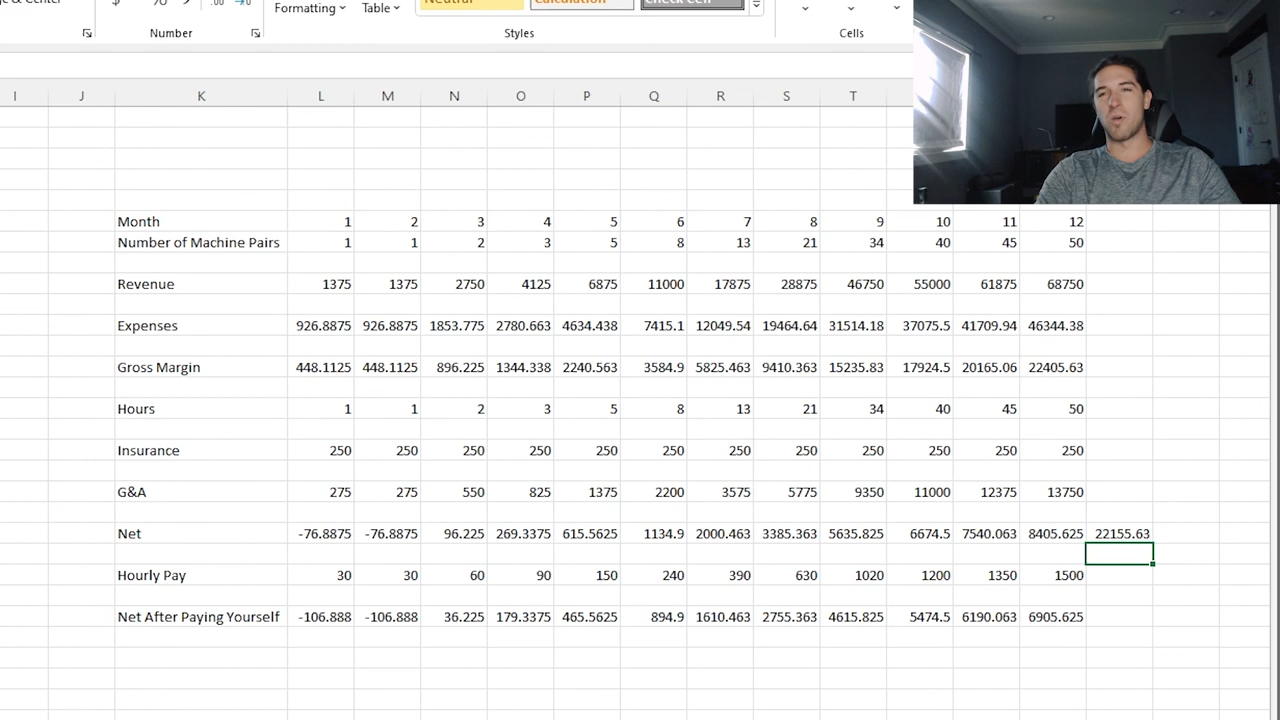 & Center $ % .00
Formatting Table Neutral Calculation Check Cell
Number Styles Cells
I J K L M N O P Q R S T
Month 1 2 3 4 5 6 7 8 9 10 11 12
Number of Machine Pairs 1 1 2 3 5 8 13 21 34 40 45 50
Revenue 1375 1375 2750 4125 6875 11000 17875 28875 46750 55000 61875 68750
Expenses 926.8875 926.8875 1853.775 2780.663 4634.438 7415.1 12049.54 19464.64 31514.18 37075.5 41709.94 46344.38
Gross Margin 448.1125 448.1125 896.225 1344.338 2240.563 3584.9 5825.463 9410.363 15235.83 17924.5 20165.06 22405.63
Hours 1 1 2 3 5 8 13 21 34 40 45 50
Insurance 250 250 250 250 250 250 250 250 250 250 250 250
G&A 275 275 550 825 1375 2200 3575 5775 9350 11000 12375 13750
Net -76.8875 -76.8875 96.225 269.3375 615.5625 1134.9 2000.463 3385.363 5635.825 6674.5 7540.063 8405.625 22155.63
Hourly Pay 30 30 60 90 150 240 390 630 1020 1200 1350 1500
Net After Paying Yourself -106.888 -106.888 36.225 179.3375 465.5625 894.9 1610.463 2755.363 4615.825 5474.5 6190.063 6905.625